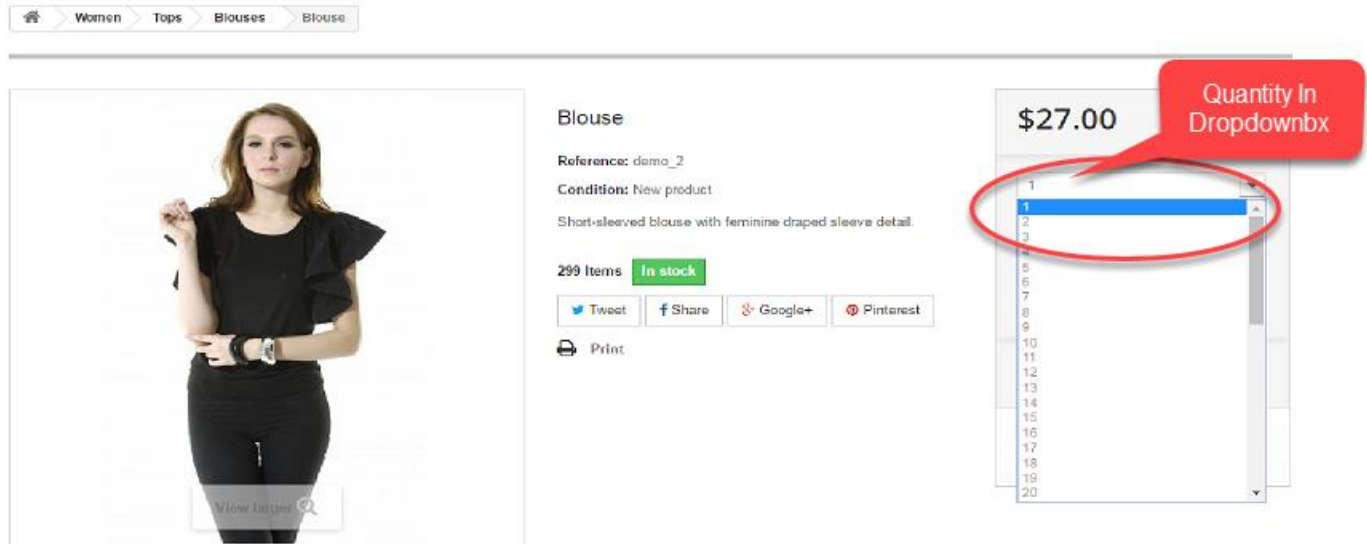 Women Tops Blouses Blouse
Blouse
Reference: demo_2
Condition: New product
Short-sleeved blouse with feminine draped sleeve detail.
299 Items In stock
Tweet Share Google+ Pinterest
Print
View larger
$27.00
Quantity In
Dropdownbx
1
1
2
3
4
5
6
7
8
9
10
11
12
13
14
15
16
17
18
19
20